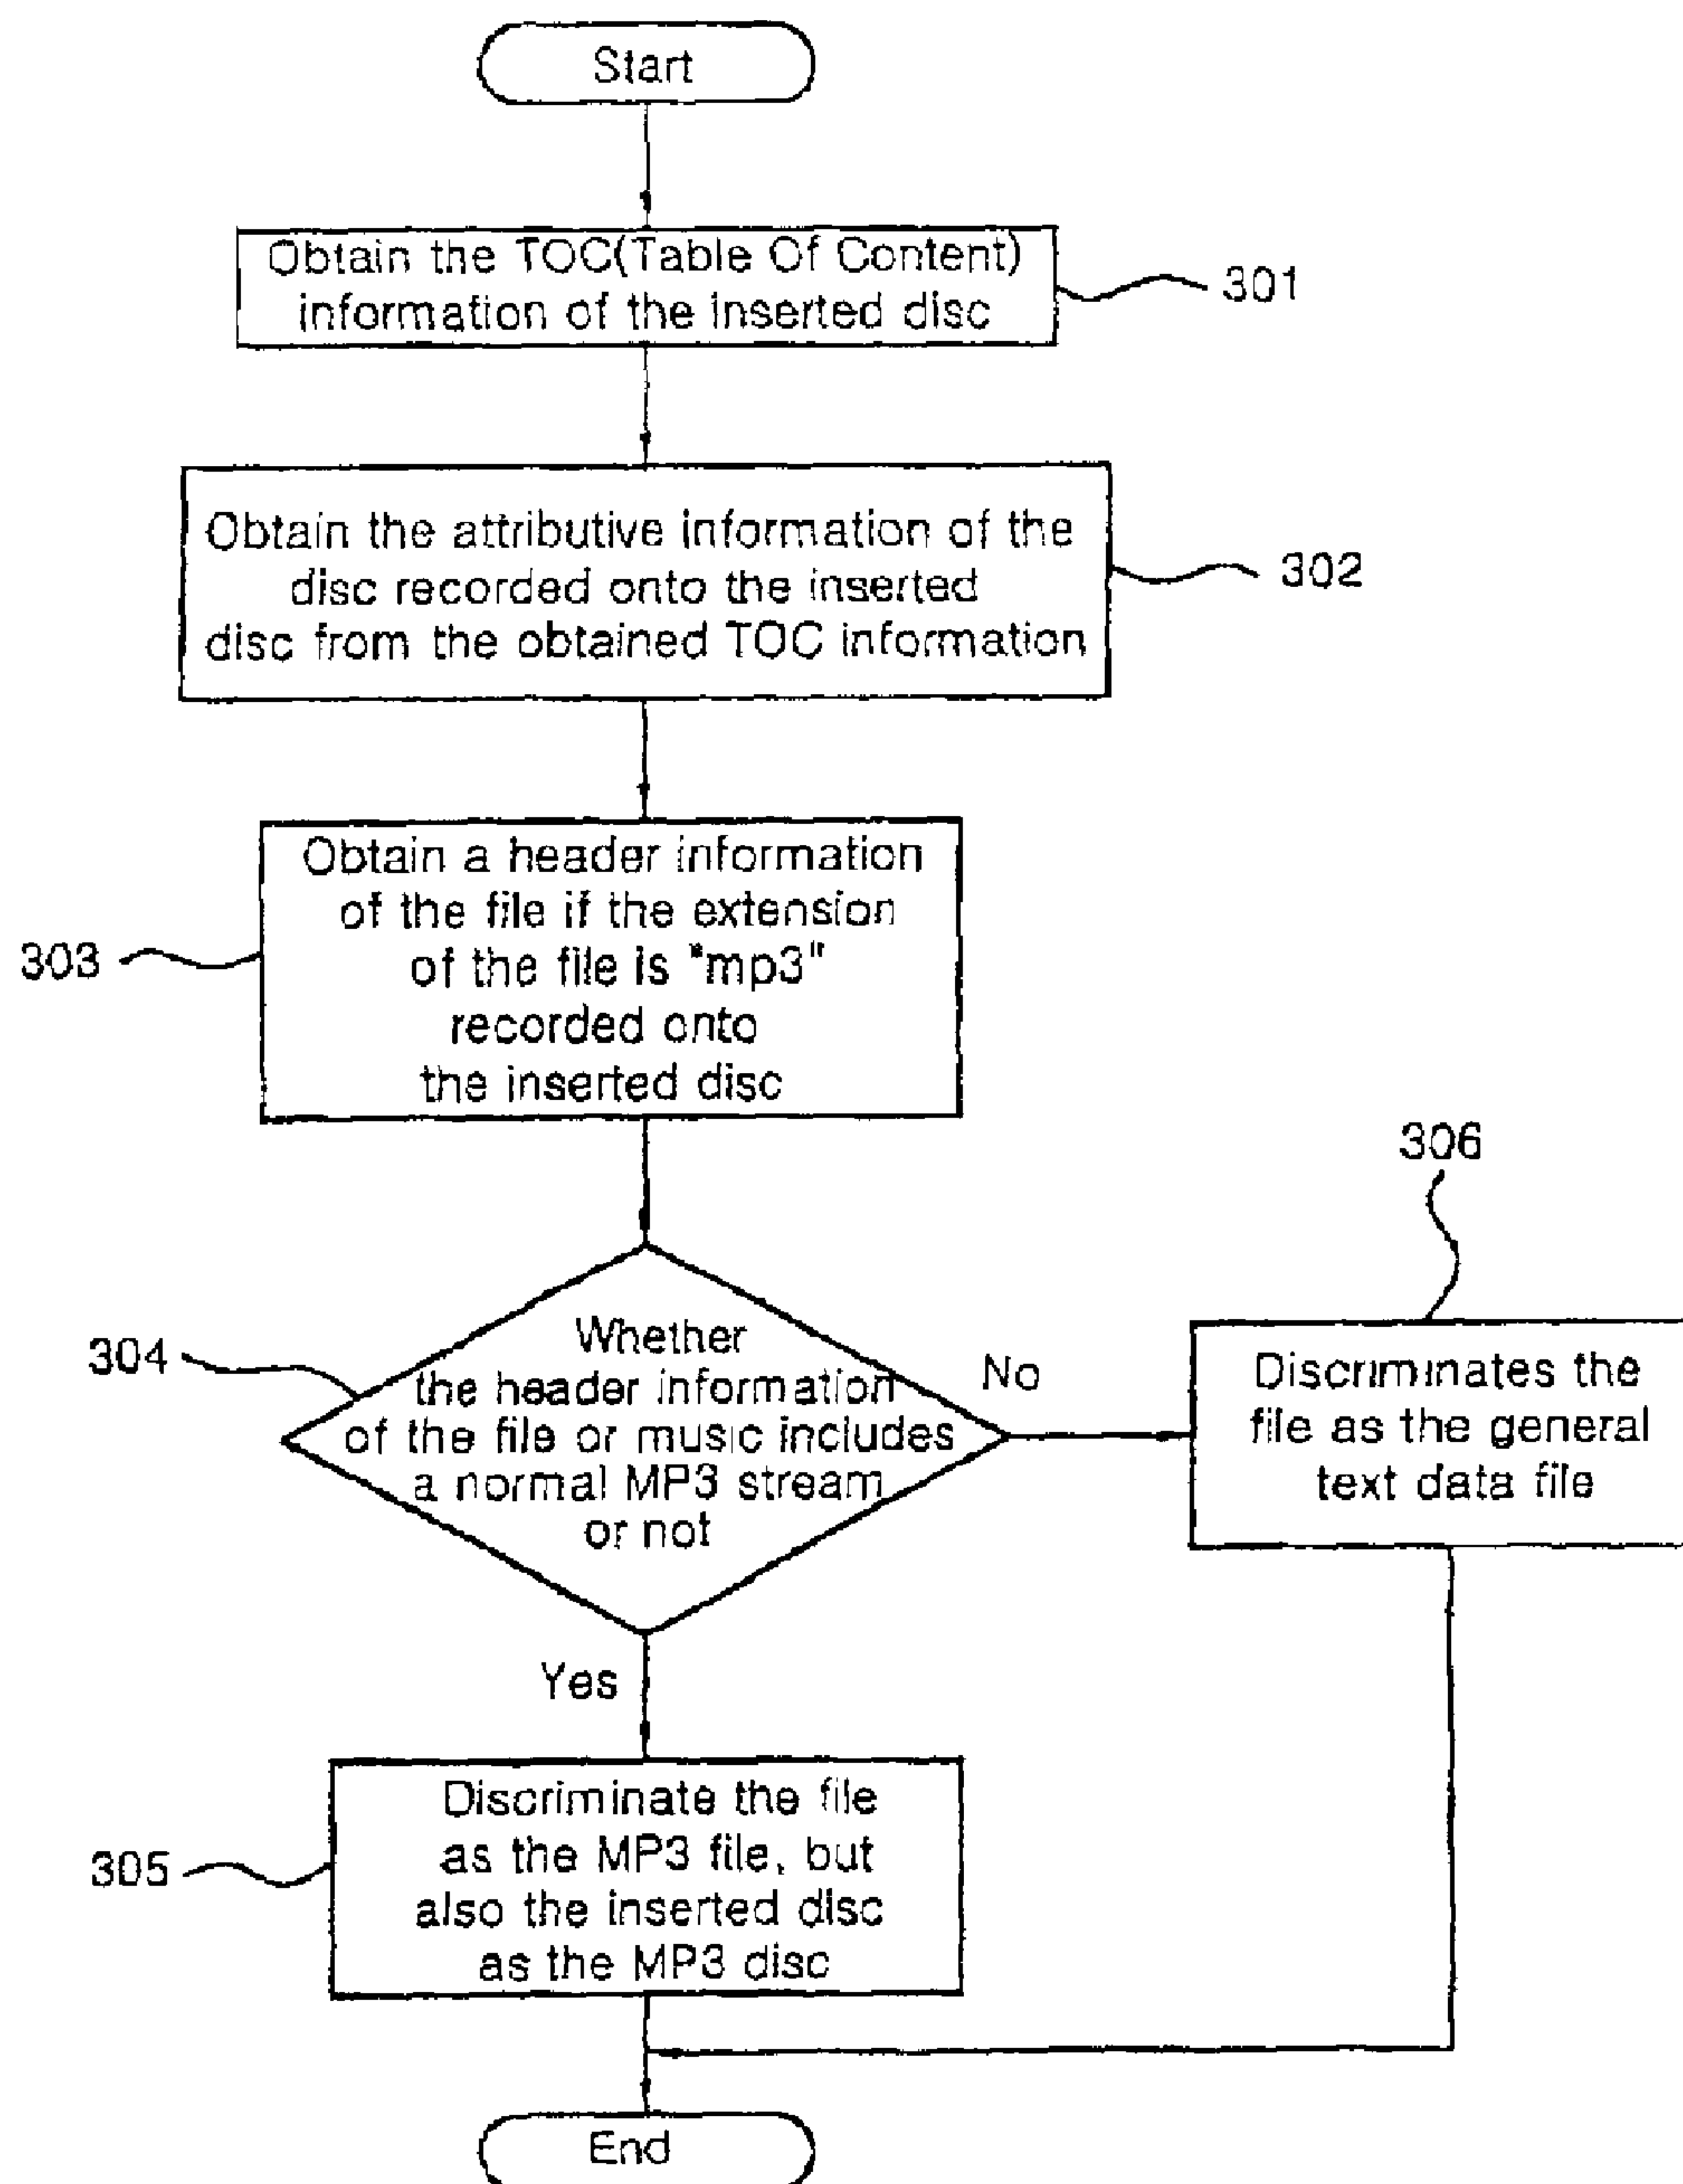 Start
Obtain the TOC(Table Of Content)
information of the inserted disc
301
Obtain the attributive information of the
disc recorded onto the inserted
disc from the obtained TOC information
302
Obtain a header information
of the file if the extension
of the file is "mp3"
recorded onto
the inserted disc
303
306
Whether
the header information
of the file or music includes
a normal MP3 stream
or not
304
No
Discriminates the
file as the general
text data file
Yes
Discriminate the file
as the MP3 file, but
also the inserted disc
as the MP3 disc
305
End